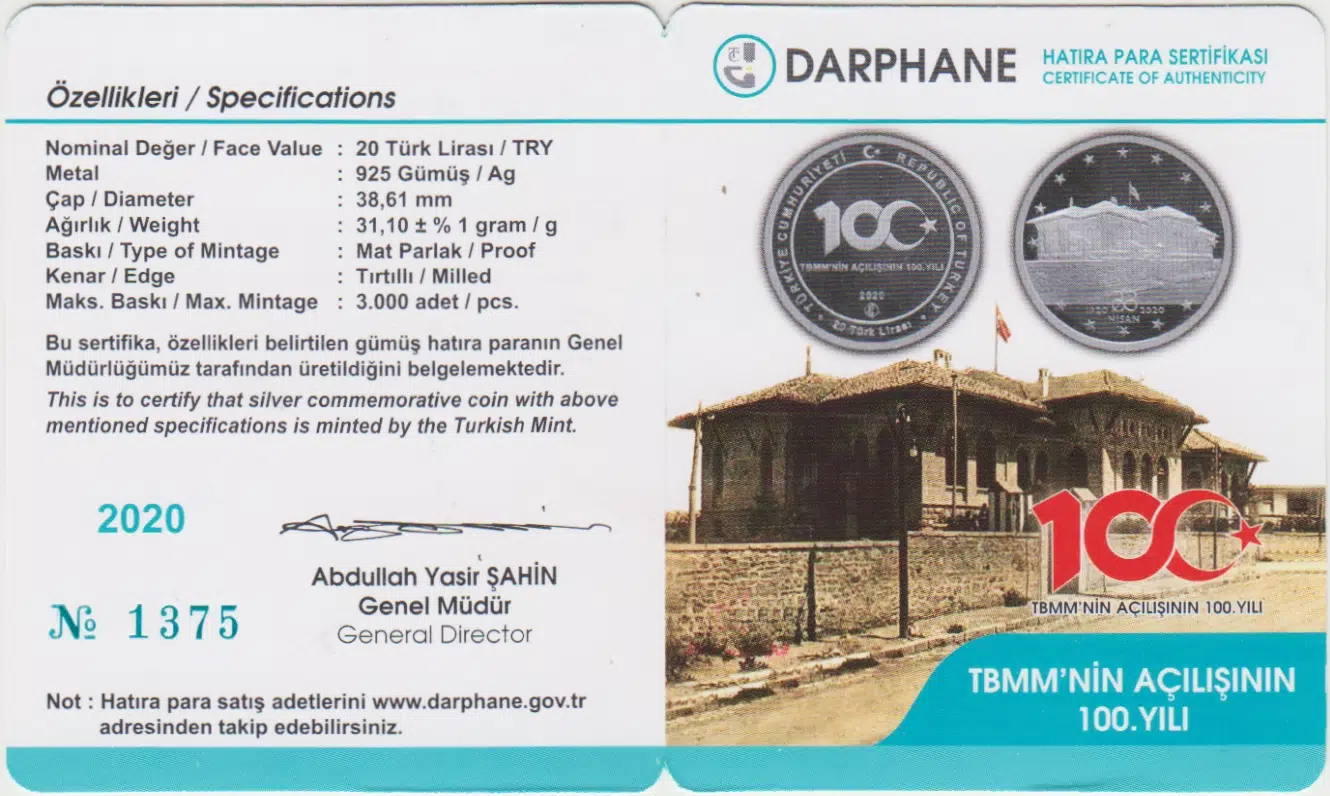 Özellikleri / Specifications
Nominal Değer / Face Value : 20 Türk Lirası / TRY
Metal : 925 Gümüş / Ag
Çap / Diameter : 38,61 mm
Ağırlık / Weight : 31,10 ± % 1 gram / g
Baskı / Type of Mintage : Mat Parlak / Proof
Kenar / Edge : Tırtıllı / Milled
Maks. Baskı / Max. Mintage : 3.000 adet / pcs.
Bu sertifika, özellikleri belirtilen gümüş hatıra paranın Genel
Müdürlüğümüz tarafından üretildiğini belgelemektedir.
This is to certify that silver commemorative coin with above
mentioned specifications is minted by the Turkish Mint.
2020
Abdullah Yasir ŞAHİN
Genel Müdür
General Director
№ 1375
Not : Hatıra para satış adetlerini www.darphane.gov.tr
adresinden takip edebilirsiniz.
DARPHANE
HATIRA PARA SERTİFİKASI
CERTIFICATE OF AUTHENTICITY
TÜRKİYE CUMHURİYETİ REPUBLIC OF TURKEY
100
TBMM'NİN AÇILIŞININ 100.YILI
2020
20 Türk Lirası
1920 23 2020
NİSAN
100
TBMM'NİN AÇILIŞININ 100.YILI
TBMM'NİN AÇILIŞININ
100.YILI